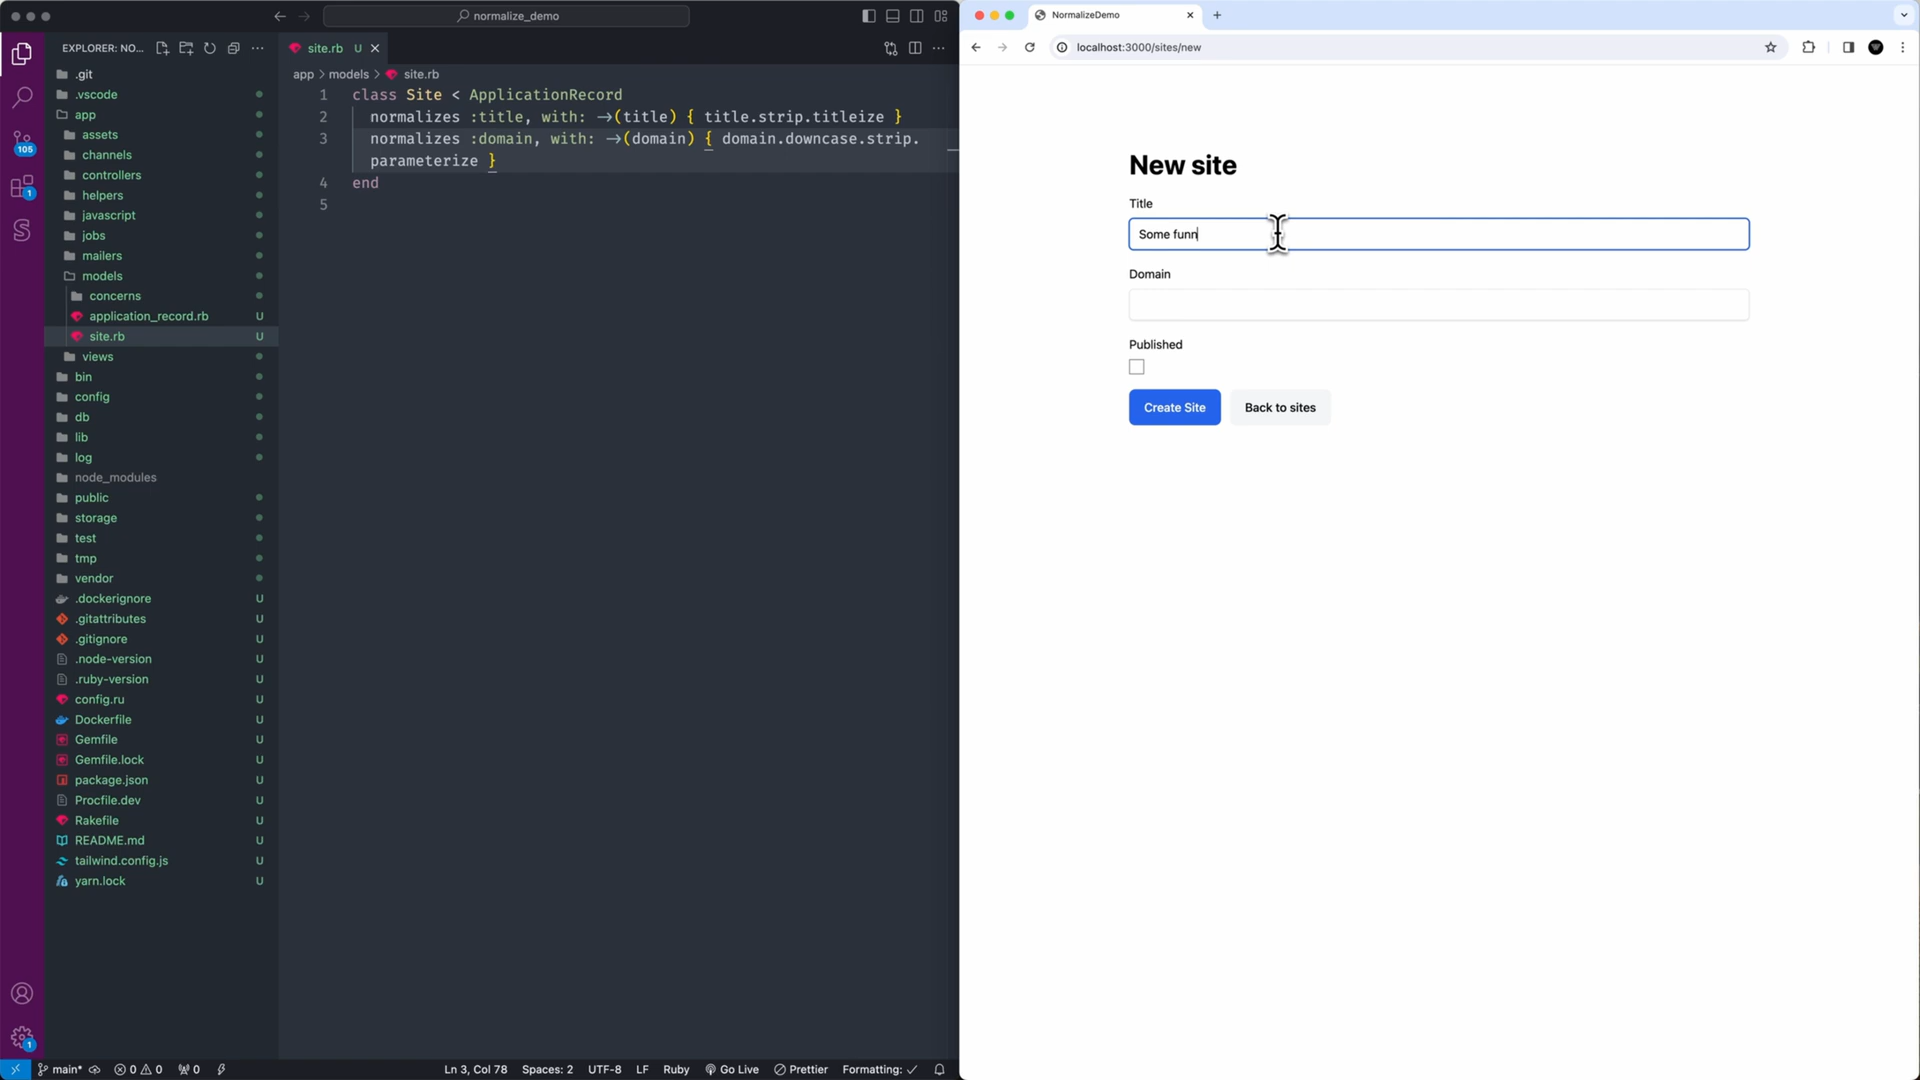 normalize_demo
EXPLORER: NO...
.git
.vscode
app
assets
channels
controllers
helpers
javascript
jobs
mailers
models
concerns
application_record.rb U
site.rb U
views
bin
config
db
lib
log
node_modules
public
storage
test
tmp
vendor
.dockerignore U
.gitattributes U
.gitignore U
.node-version U
.ruby-version U
config.ru U
Dockerfile U
Gemfile U
Gemfile.lock U
package.json U
Procfile.dev U
Rakefile U
README.md U
tailwind.config.js U
yarn.lock U
105
1
1
site.rb U
app > models > site.rb
1 class Site < ApplicationRecord
2 normalizes :title, with: ->(title) { title.strip.titleize }
3 normalizes :domain, with: ->(domain) { domain.downcase.strip.
parameterize }
4 end
5
main* 0 0 0 Ln 3, Col 78 Spaces: 2 UTF-8 LF Ruby Go Live Prettier Formatting:
NormalizeDemo
localhost:3000/sites/new
New site
Title
Some funn
Domain
Published
Create Site Back to sites